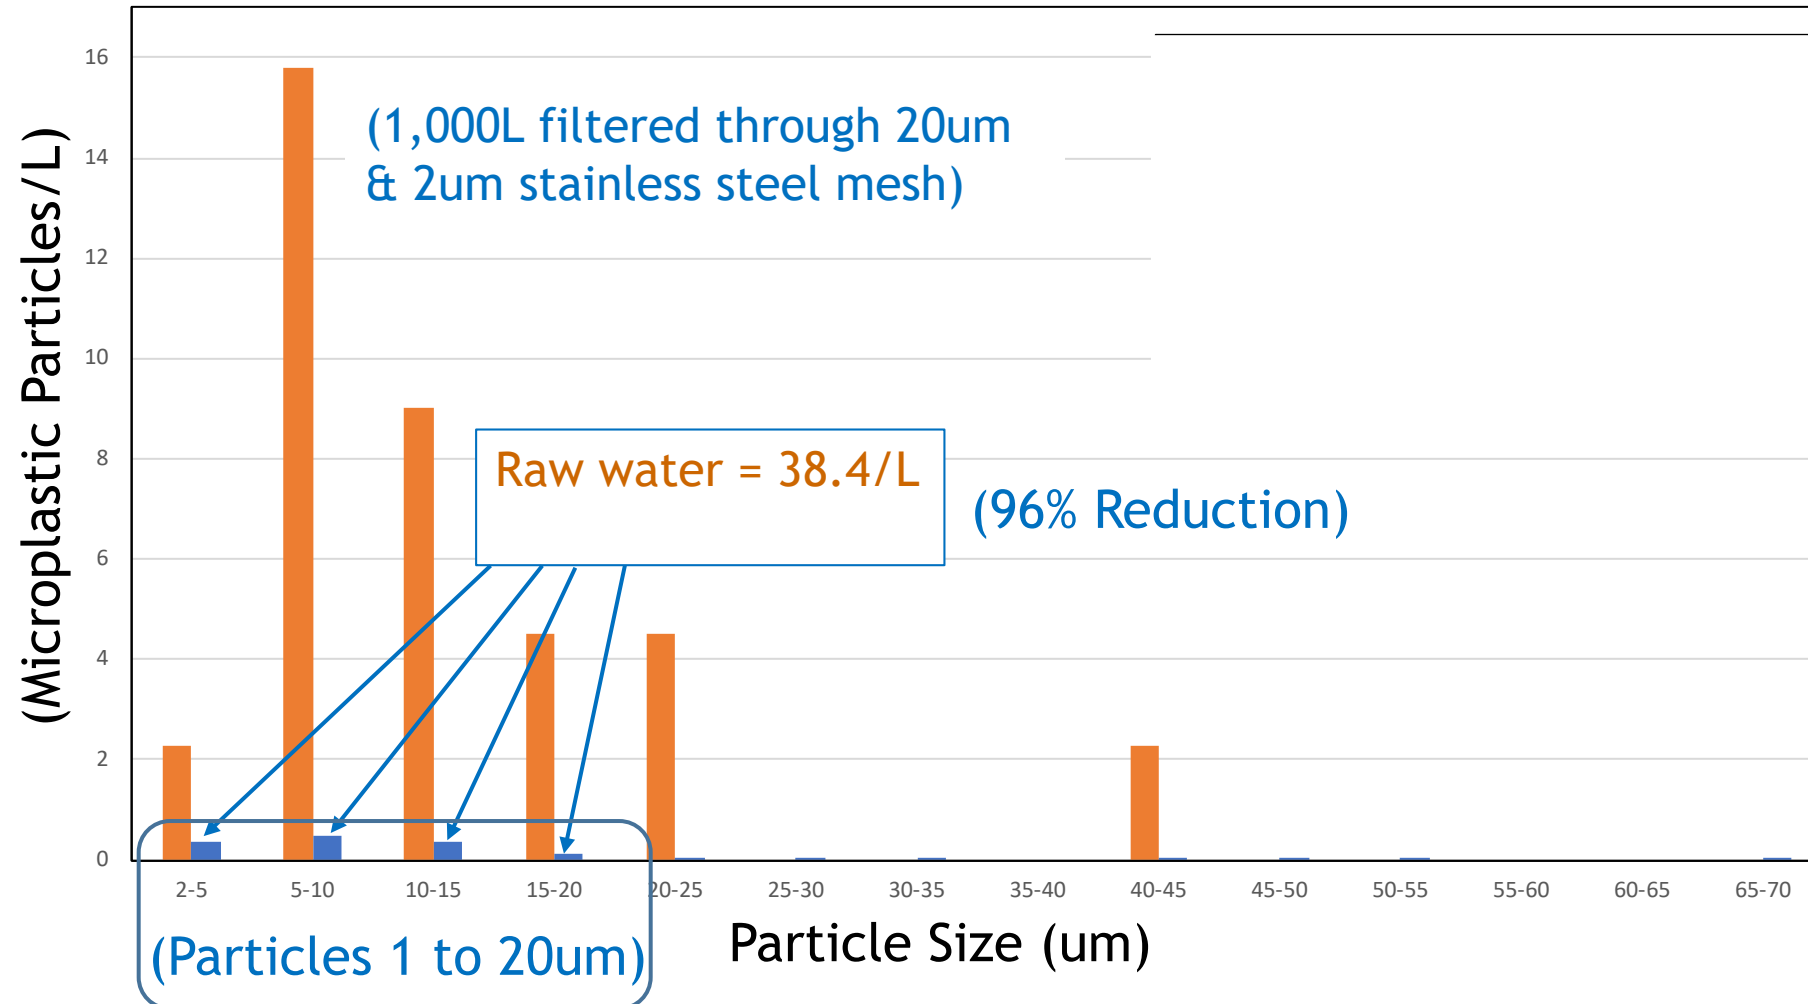 16
(1,000L filtered through 20um
14
& 2um stainless steel mesh)
12
(Microplastic Particles/L)
10
8
Raw water = 38.4/L
(96% Reduction)
6
4
2
0
2-5 5-10 10-15 15-20 20-25 25-30 30-35 35-40 40-45 45-50 50-55 55-60 60-65 65-70
(Particles 1 to 20um)
Particle Size (um)